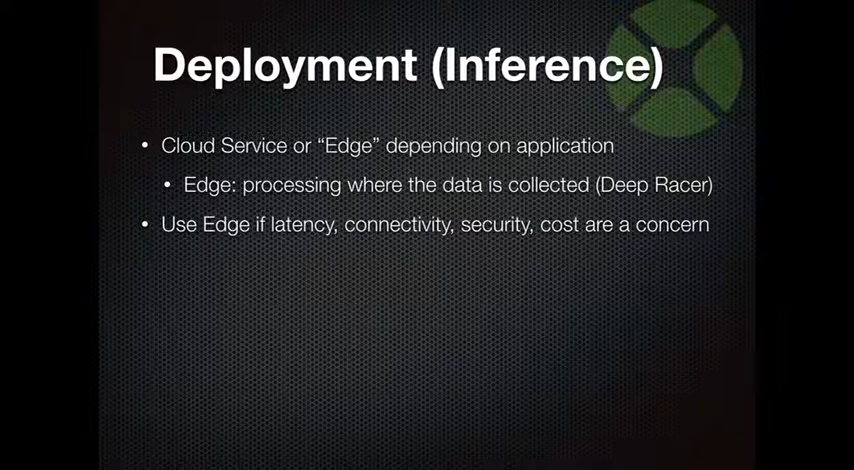 Deployment (Inference)
• Cloud Service or “Edge” depending on application
• Edge: processing where the data is collected (Deep Racer)
• Use Edge if latency, connectivity, security, cost are a concern